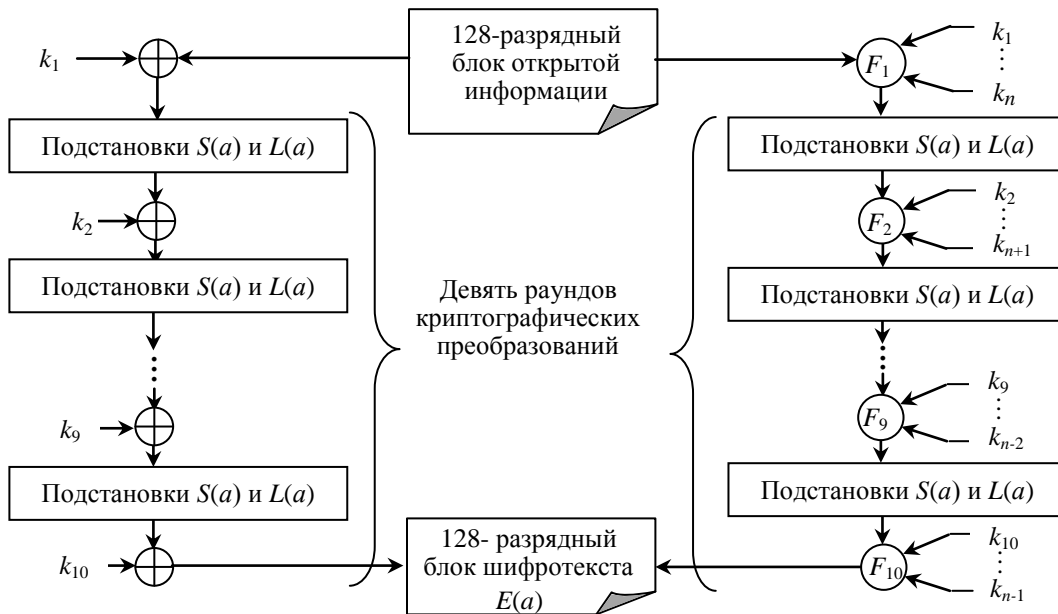 k1
128-разрядный
блок открытой
информации
F1
k1
kn
Подстановки S(a) и L(a)
Подстановки S(a) и L(a)
k2
F2
k2
kn+1
Подстановки S(a) и L(a)
Девять раундов
криптографических
преобразований
Подстановки S(a) и L(a)
k9
F9
k9
kn-2
Подстановки S(a) и L(a)
Подстановки S(a) и L(a)
k10
128- разрядный
блок шифротекста
E(a)
F10
k10
kn-1